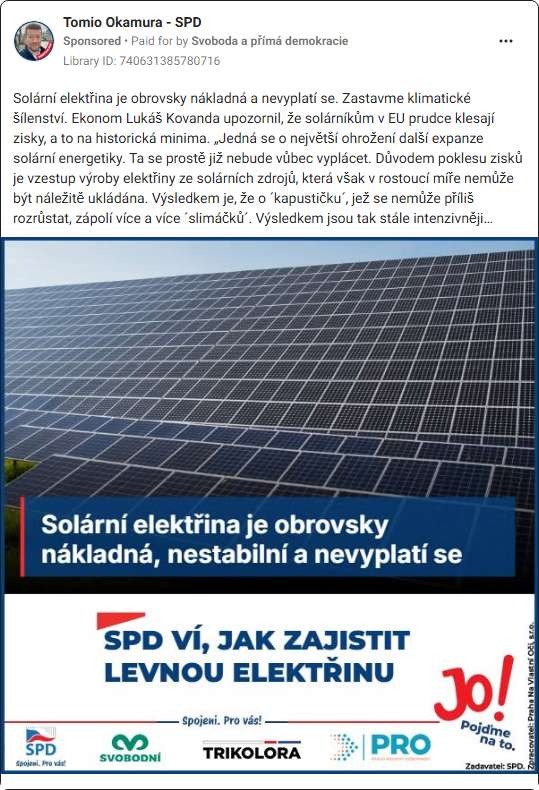 Tomio Okamura - SPD
Sponsored • Paid for by Svoboda a přímá demokracie
Library ID: 740631385780716
Solární elektřina je obrovsky nákladná a nevyplatí se. Zastavme klimatické
šílenství. Ekonom Lukáš Kovanda upozornil, že solárníkům v EU prudce klesají
zisky, a to na historická minima. „Jedná se o největší ohrožení další expanze
solární energetiky. Ta se prostě již nebude vůbec vyplácet. Důvodem poklesu zisků
je vzestup výroby elektřiny ze solárních zdrojů, která však v rostoucí míře nemůže
být náležitě ukládána. Výsledkem je, že o ´kapustičku´, jež se nemůže příliš
rozrůstat, zápolí více a více ´slimáčků´. Výsledkem jsou tak stále intenzivněji...
Solární elektřina je obrovsky
nákladná, nestabilní a nevyplatí se
SPD VÍ, JAK ZAJISTIT
LEVNOU ELEKTŘINU
Jo!
Pojďme
na to.
Spojeni. Pro vás!
SPD
Spojeni. Pro vás!
SVOBODNÍ
TRIKOLORA
PRO
Zadavatel: SPD.
Zpracovatel: Praha Na Vlastní Oči, s.r.o.